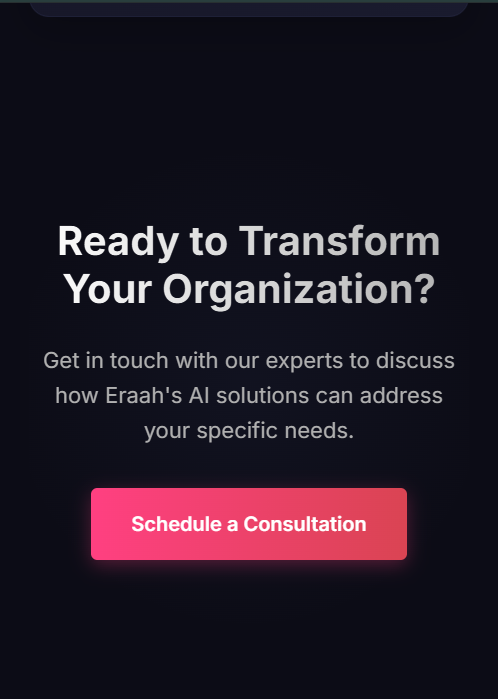 Ready to Transform
Your Organization?
Get in touch with our experts to discuss
how Eraah's AI solutions can address
your specific needs.
Schedule a Consultation